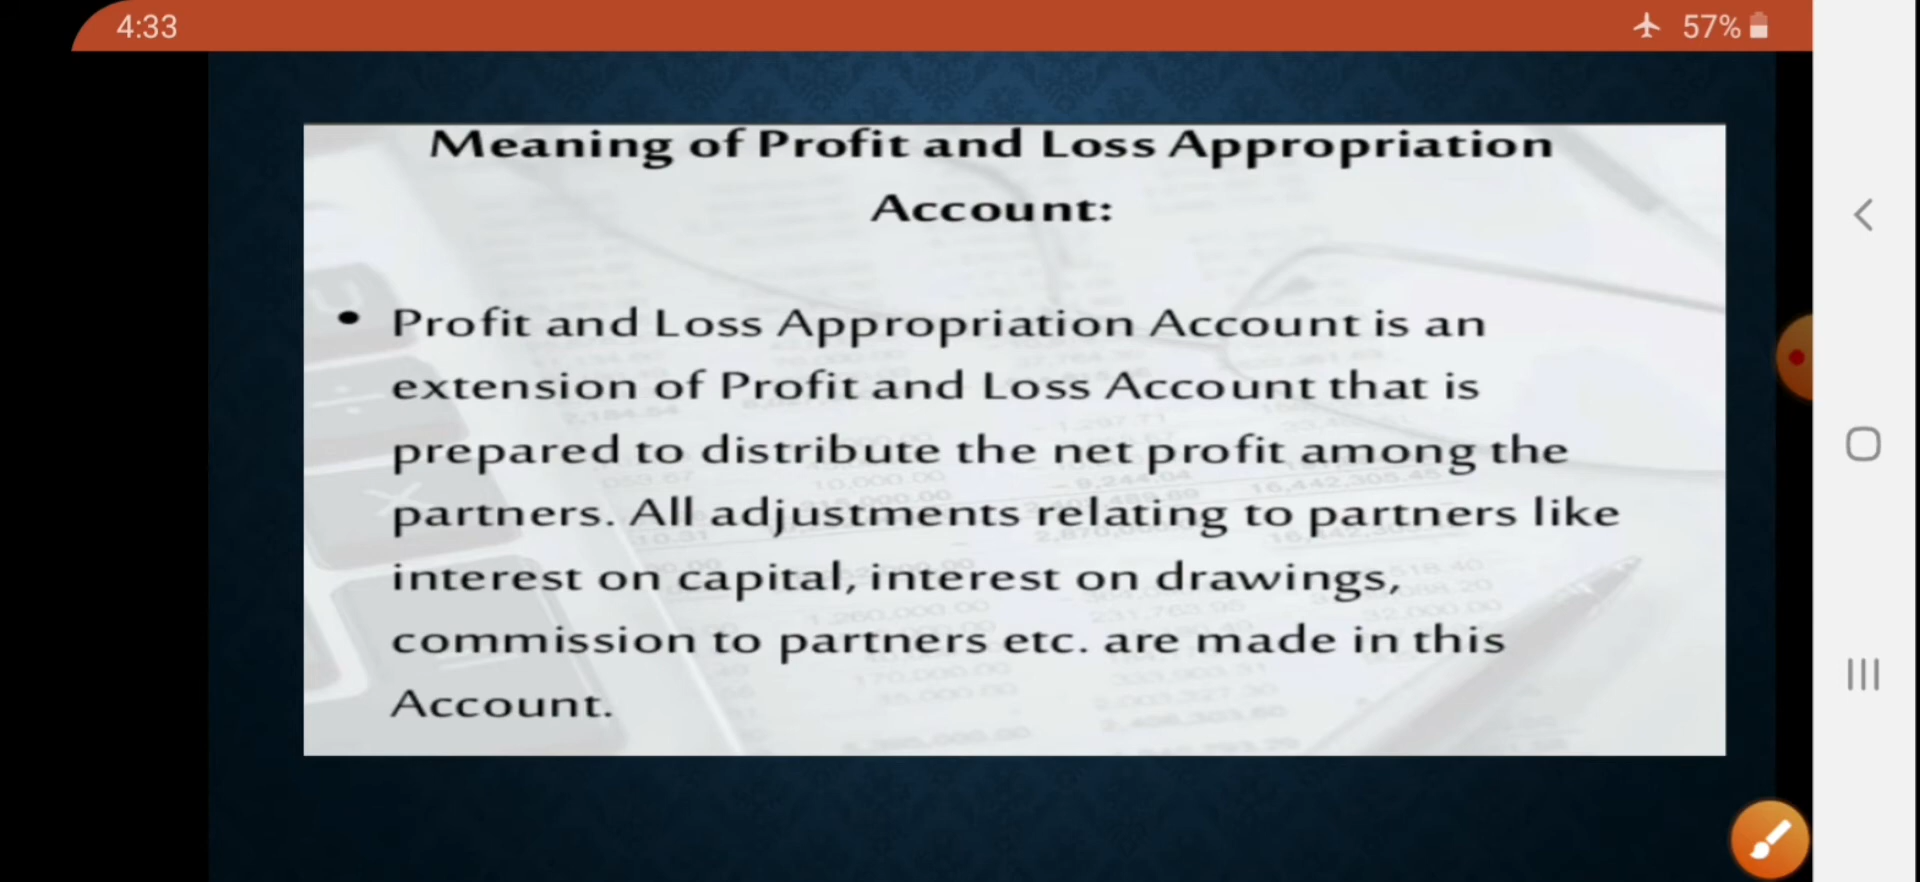 4:33
57%
Meaning of Profit and Loss Appropriation
Account:
• Profit and Loss Appropriation Account is an
extension of Profit and Loss Account that is
prepared to distribute the net profit among the
partners. All adjustments relating to partners like
interest on capital, interest on drawings,
commission to partners etc. are made in this
Account.